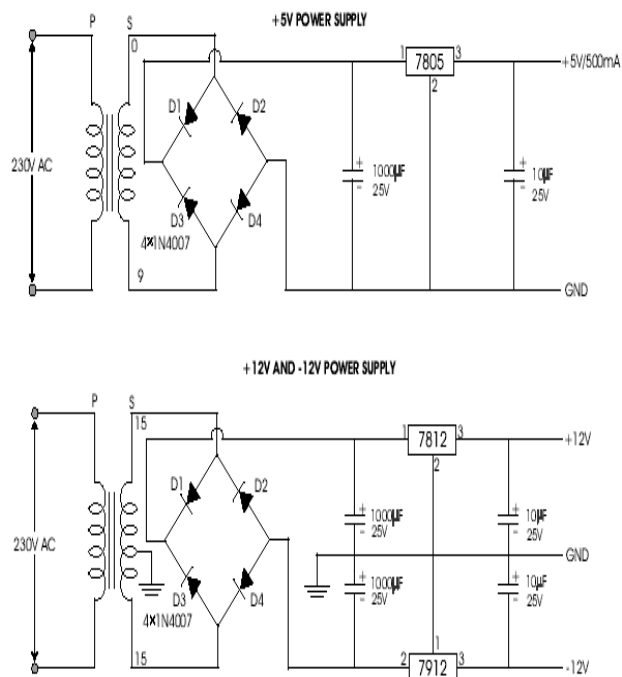 +5V POWER SUPPLY
P S
0
1 7805 3
+5V/500mA
2
D1 D2
230V AC
+ 1000µF
- 25V
+ 10µF
- 25V
D3 D4
4×1N4007
9
GND
+12V AND -12V POWER SUPPLY
P S
15
1 7812 3
+12V
2
D1 D2
+ 1000µF
- 25V
+ 10µF
- 25V
230V AC
GND
D3 D4
+ 1000µF
- 25V
+ 10µF
- 25V
4×1N4007
15
1
2 7912 3
-12V